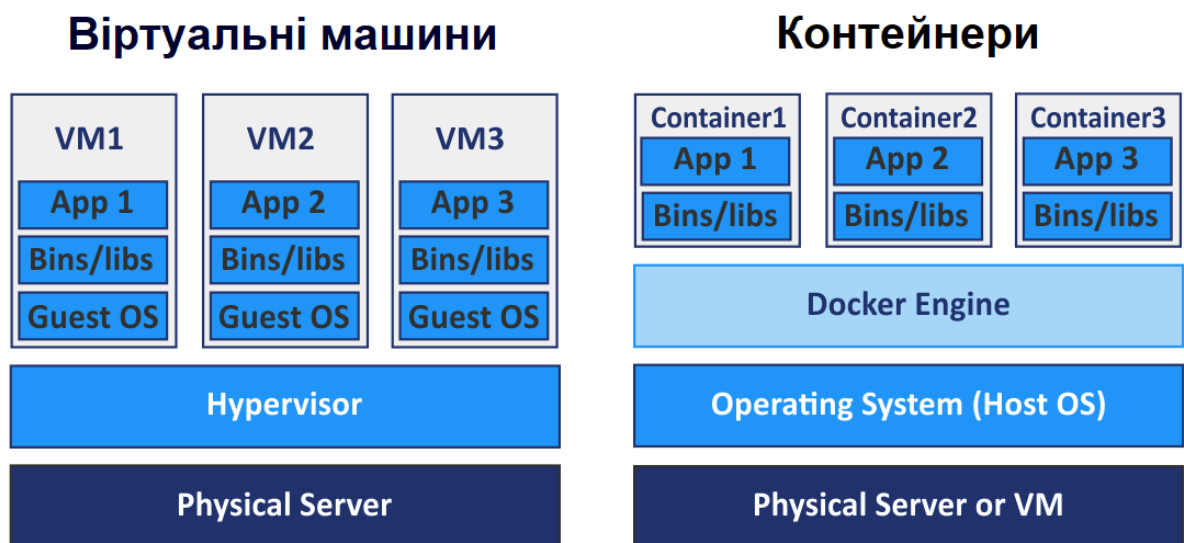 Віртуальні машини
VM1
App 1
Bins/libs
Guest OS
VM2
App 2
Bins/libs
Guest OS
VM3
App 3
Bins/libs
Guest OS
Hypervisor
Physical Server
Контейнери
Container1
App 1
Bins/libs
Container2
App 2
Bins/libs
Container3
App 3
Bins/libs
Docker Engine
Operating System (Host OS)
Physical Server or VM